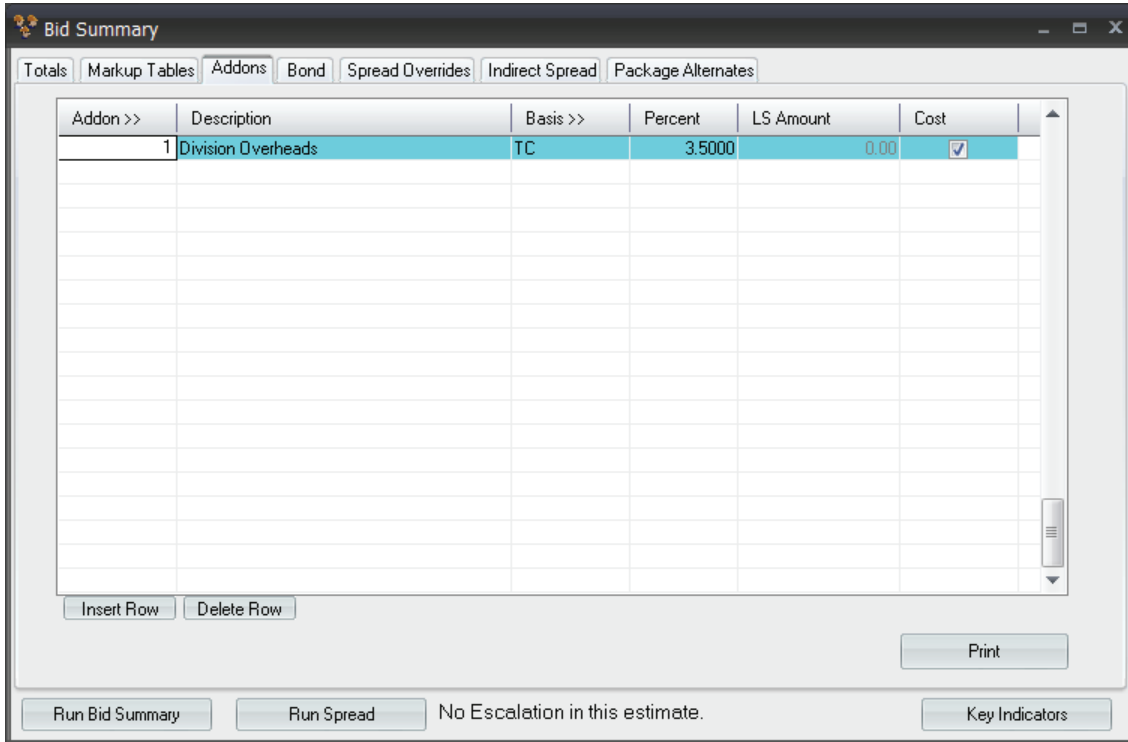 Bid Summary
Totals Markup Tables Addons Bond Spread Overrides Indirect Spread Package Alternates
Addon >> Description Basis >> Percent LS Amount Cost
1 Division Overheads TC 3.5000 0.00
Insert Row Delete Row
Print
Run Bid Summary Run Spread No Escalation in this estimate. Key Indicators